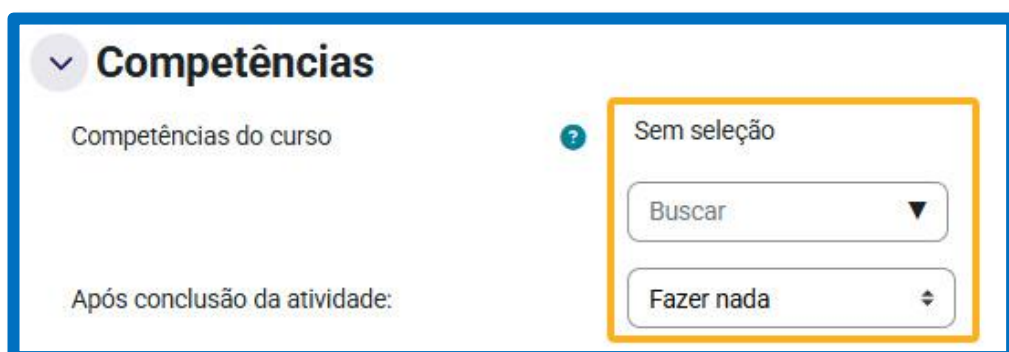 Competências
Competências do curso
Sem seleção
Buscar
Após conclusão da atividade:
Fazer nada